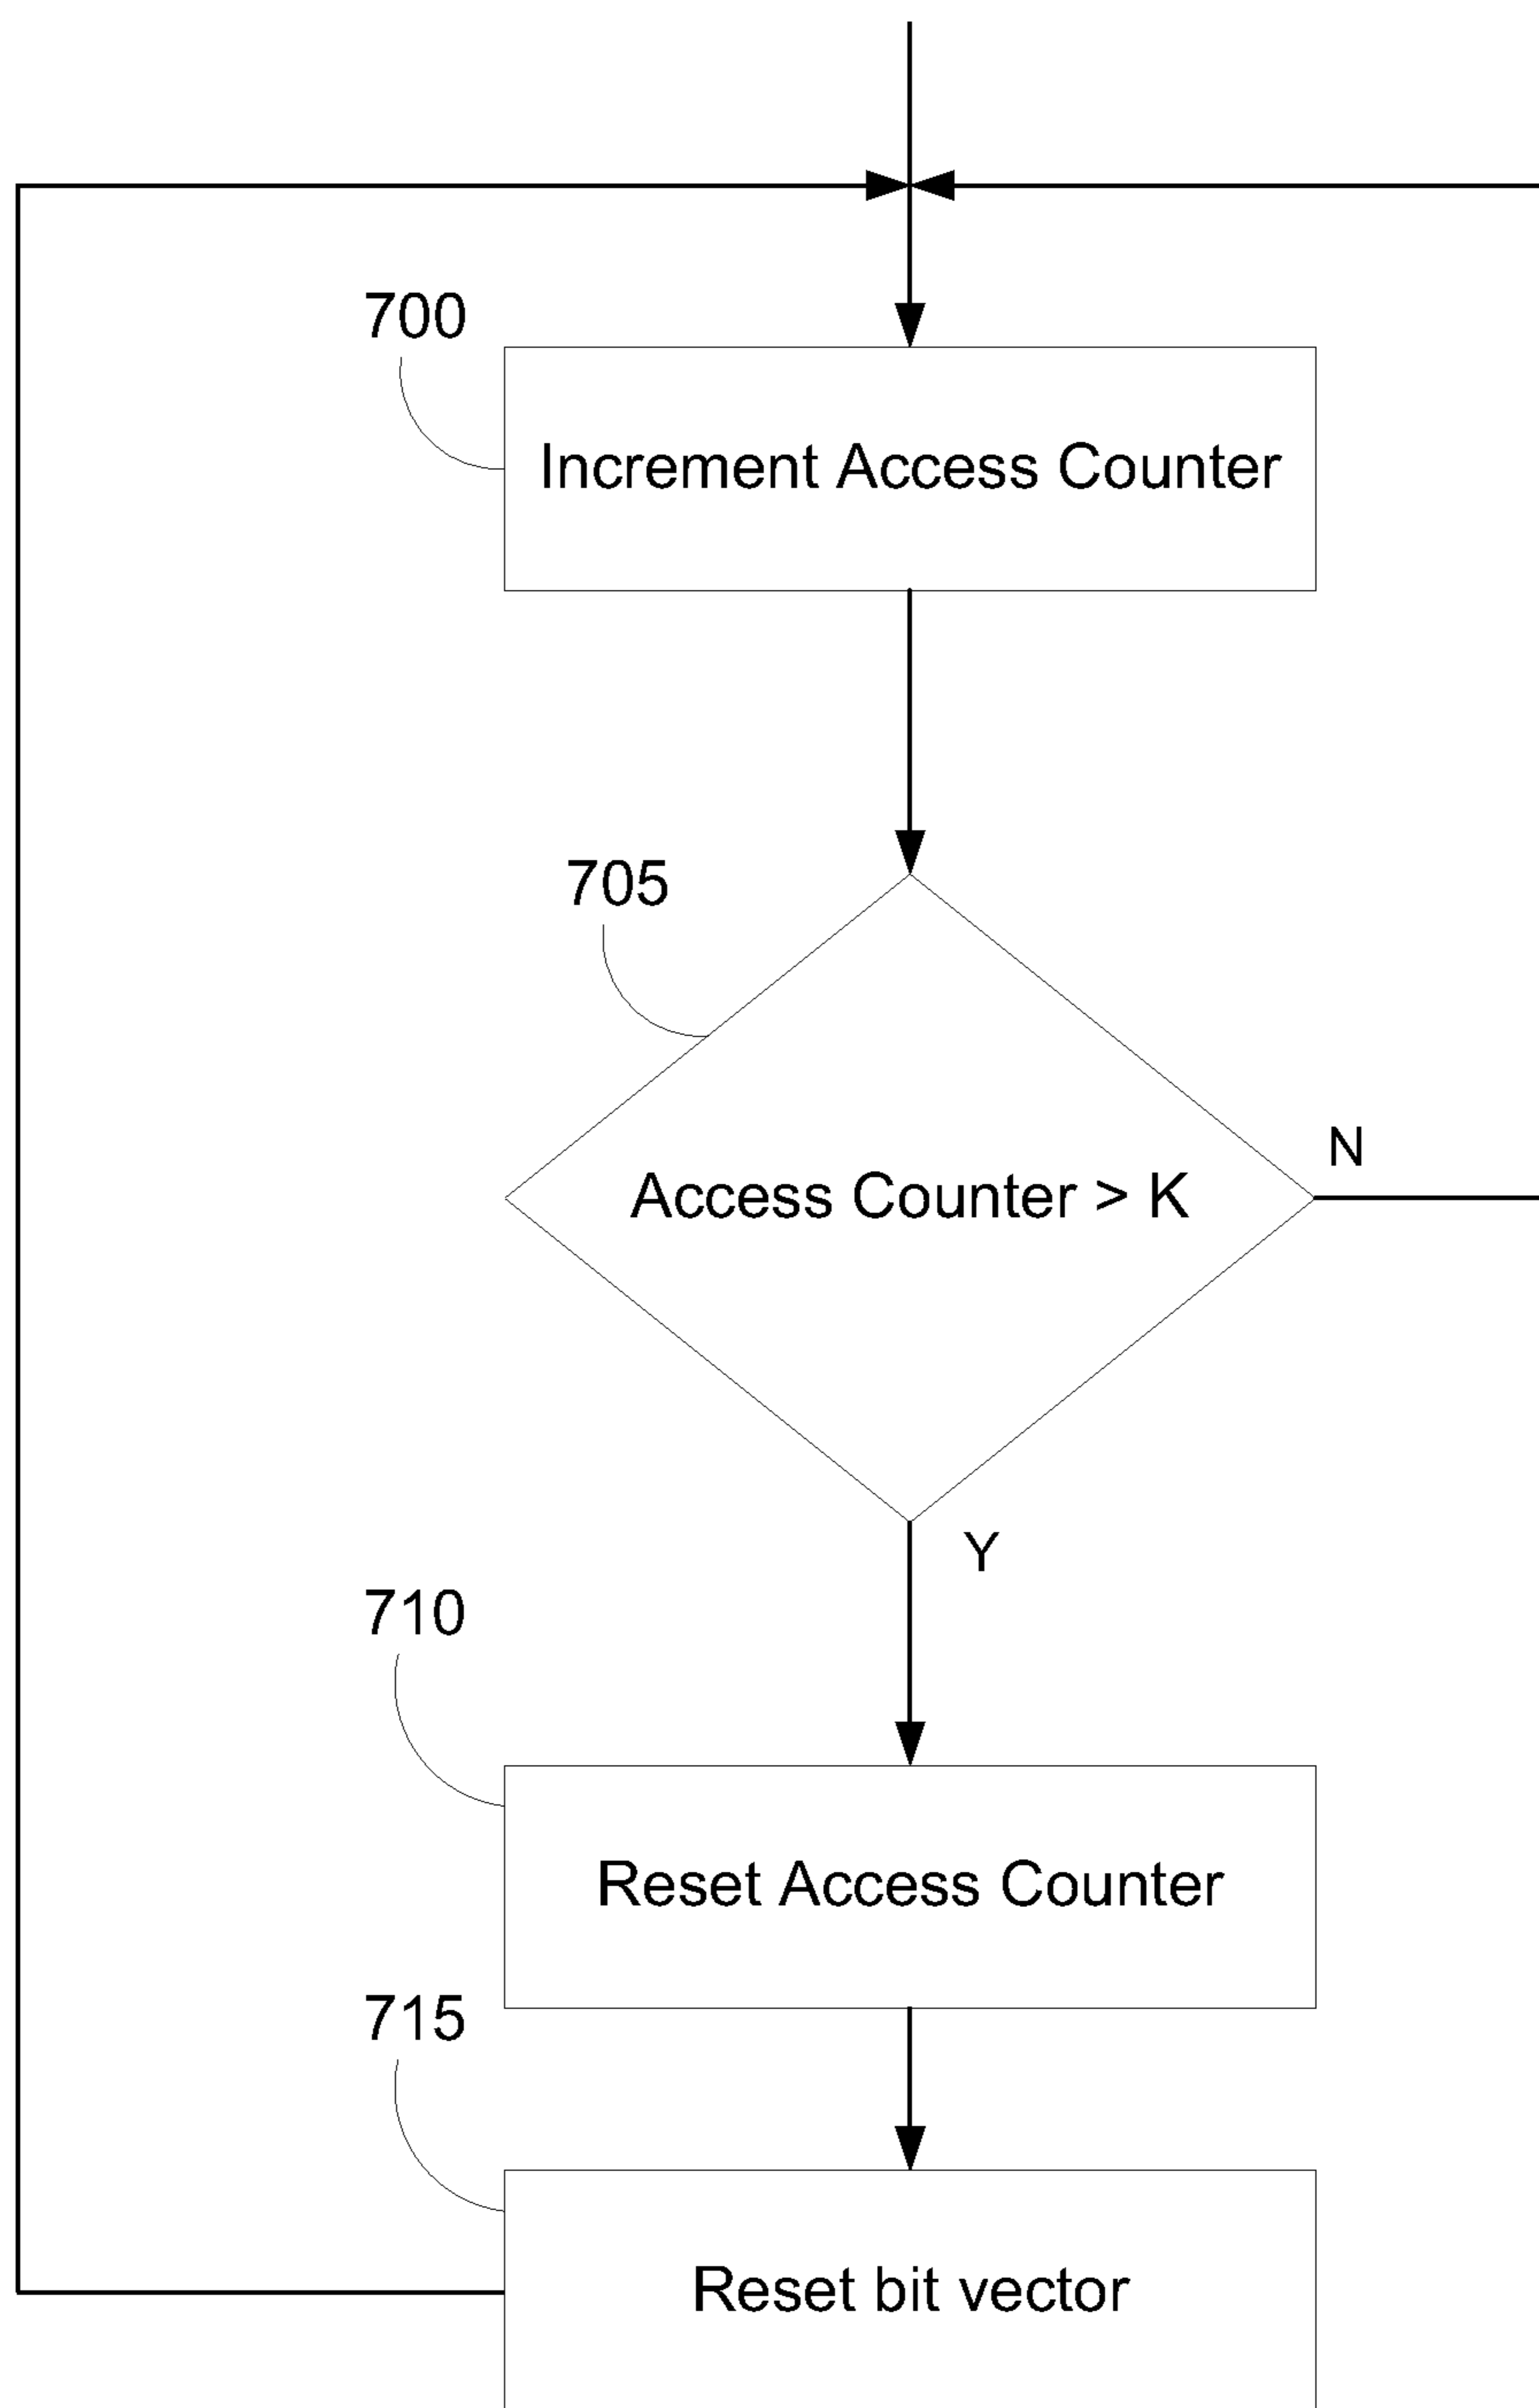 700
Increment Access Counter
705
Access Counter > K
N
Y
710
Reset Access Counter
715
Reset bit vector